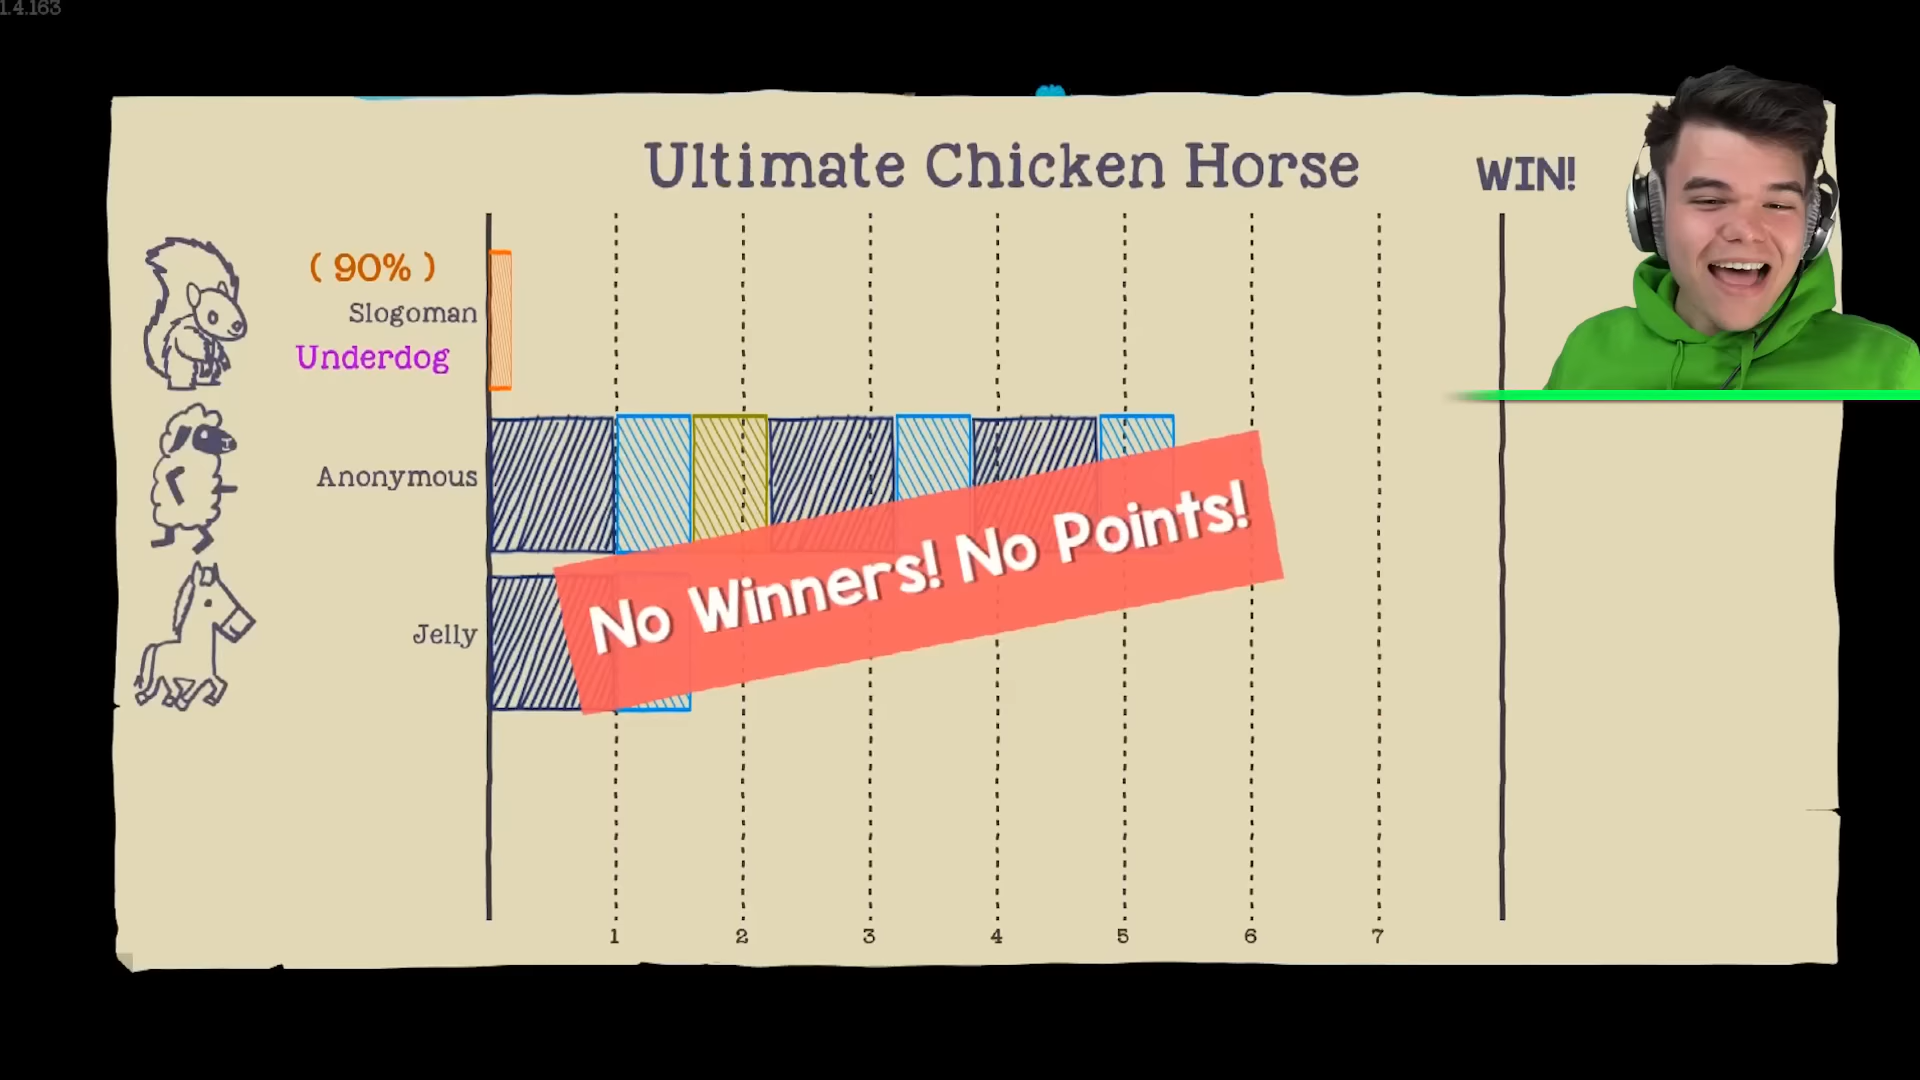 1.4.163
Ultimate Chicken Horse
WIN!
( 90% )
Slogoman
Underdog
Anonymous
No Winners! No Points!
Jelly
1 2 3 4 5 6 7